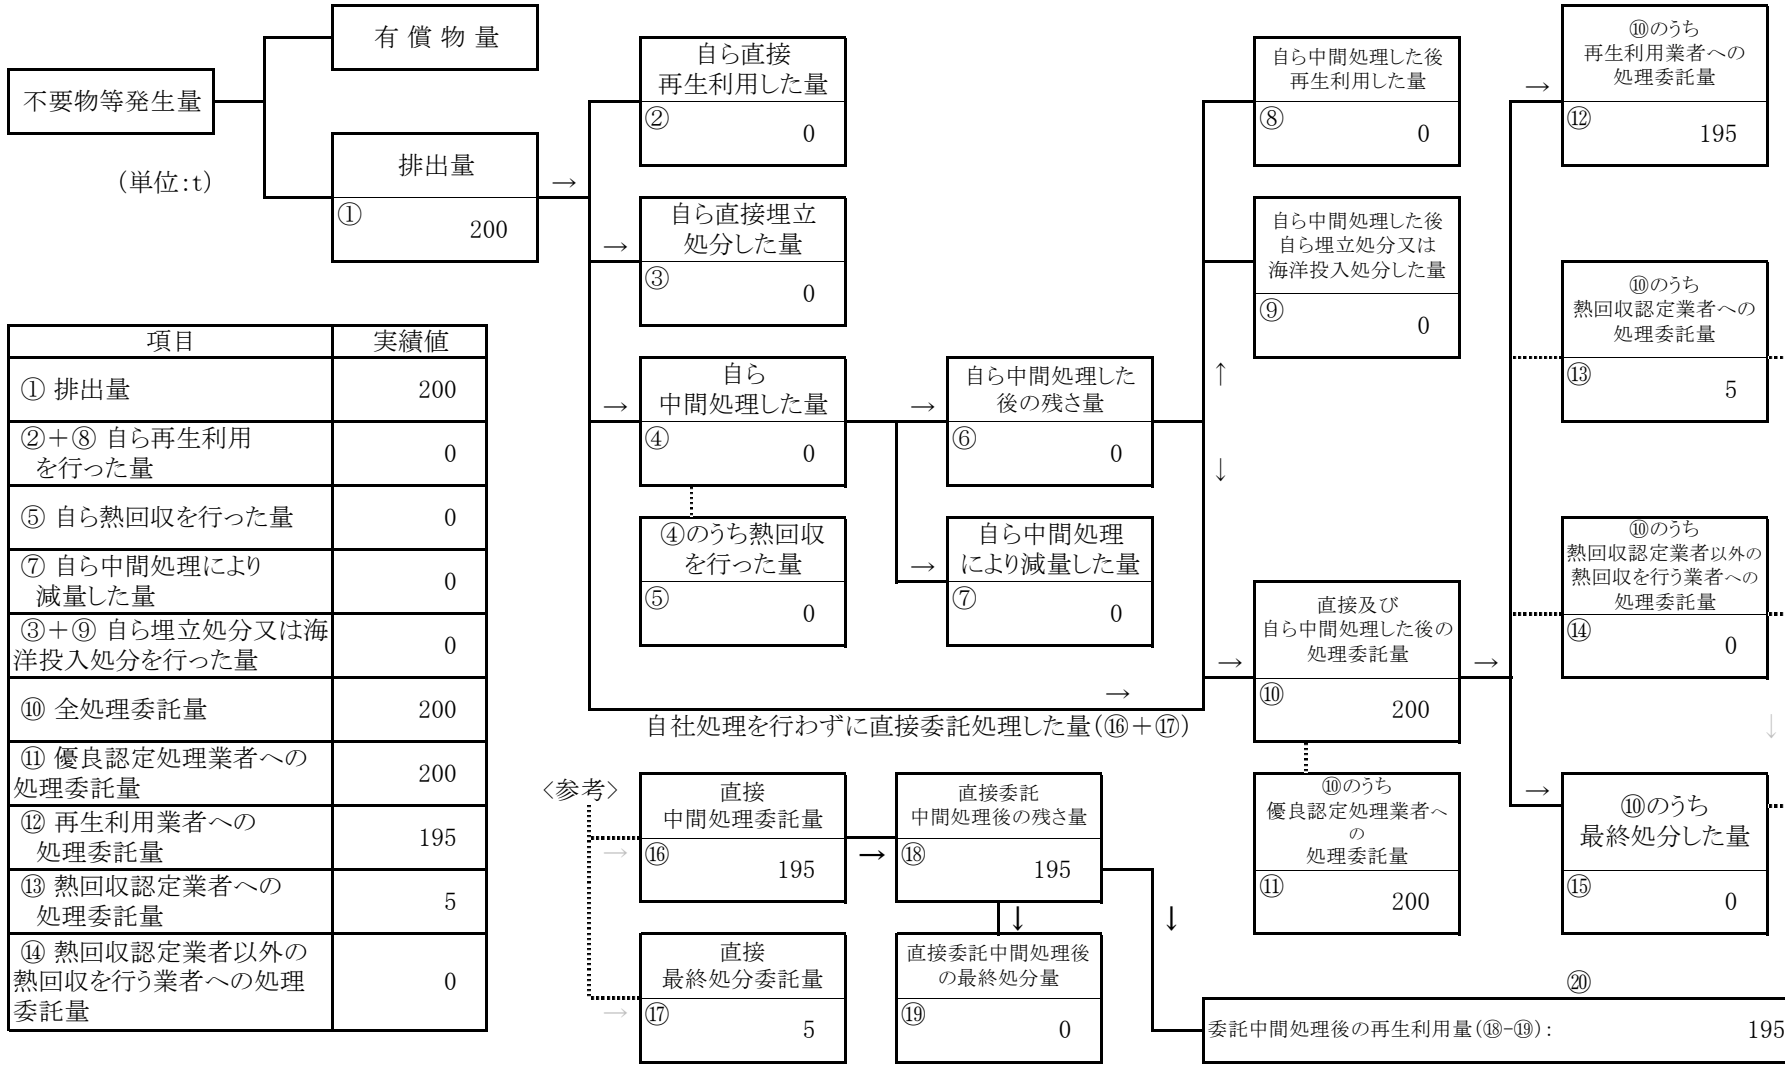 有 償 物 量
不要物等発生量
(単位:t)
排出量
①
200
→
自ら直接
再生利用した量
②
0
自ら直接埋立
処分した量
→
③
0
自ら
中間処理した量
→
④
0
④のうち熱回収
を行った量
⑤
0
自ら中間処理した
後の残さ量
→
⑥
0
自ら中間処理
により減量した量
→
⑦
0
自ら中間処理した後
再生利用した量
⑧
0
自ら中間処理した後
自ら埋立処分又は
海洋投入処分した量
⑨
0
↑
↓
直接及び
自ら中間処理した後の
処理委託量
→
⑩
200
→
⑩のうち
優良認定処理業者へ
の
処理委託量
⑪
200
⑩のうち
再生利用業者への
処理委託量
→
⑫
195
⑩のうち
熱回収認定業者への
処理委託量
⑬
5
⑩のうち
熱回収認定業者以外の
熱回収を行う業者への
処理委託量
⑭
0
↓
⑩のうち
最終処分した量
→
⑮
0
→
自社処理を行わずに直接委託処理した量(⑯+⑰)
<参考>
直接
中間処理委託量
→
⑯
195
→
直接委託
中間処理後の残さ量
⑱
195
↓
↓
直接
最終処分委託量
→
⑰
5
直接委託中間処理後
の最終処分量
⑲
0
⑳
委託中間処理後の再生利用量(⑱-⑲):
195
項目 実績値
① 排出量 200
②+⑧ 自ら再生利用
を行った量 0
⑤ 自ら熱回収を行った量 0
⑦ 自ら中間処理により
減量した量 0
③+⑨ 自ら埋立処分又は海
洋投入処分を行った量 0
⑩ 全処理委託量 200
⑪ 優良認定処理業者への
処理委託量 200
⑫ 再生利用業者への
処理委託量 195
⑬ 熱回収認定業者への
処理委託量 5
⑭ 熱回収認定業者以外の
熱回収を行う業者への処理
委託量 0